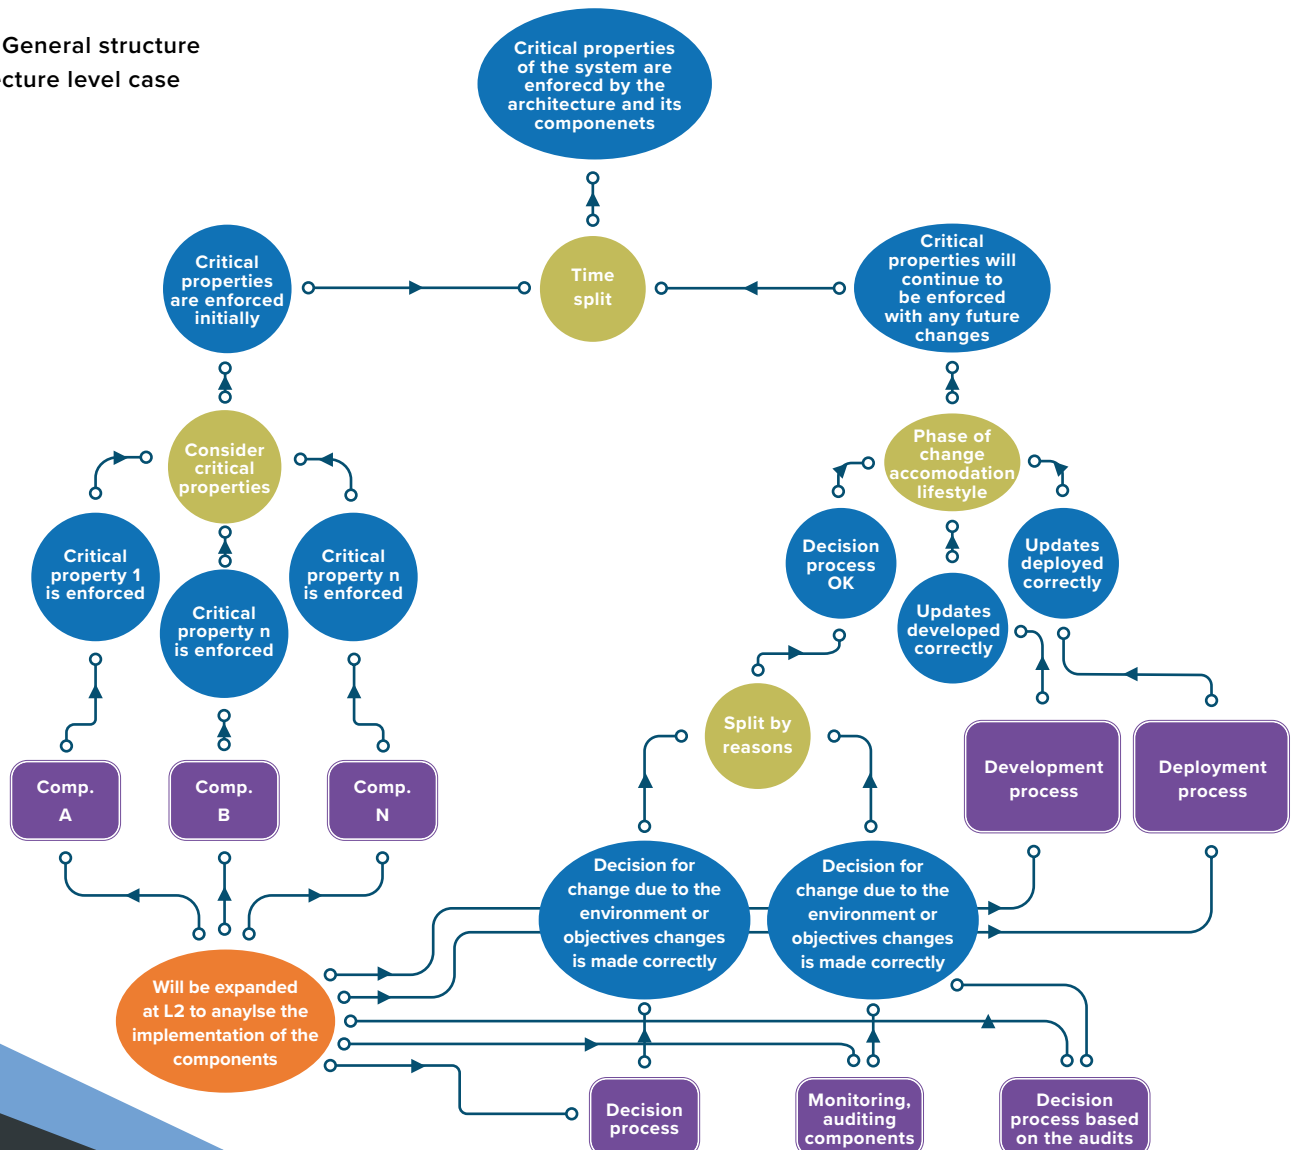 General structure
ecture level case
Critical properties
of the system are
enforecd by the
architecture and its
componenets
Critical
properties
are enforced
initially
Time
split
Critical
properties will
continue to
be enforced
with any future
changes
Consider
critical
properties
Phase of
change
accomodation
lifestyle
Critical
property 1
is enforced
Critical
property n
is enforced
Critical
property n
is enforced
Decision
process
OK
Updates
developed
correctly
Updates
deployed
correctly
Split by
reasons
Comp.
A
Comp.
B
Comp.
N
Development
process
Deployment
process
Decision for
change due to the
environment or
objectives changes
is made correctly
Decision for
change due to the
environment or
objectives changes
is made correctly
Will be expanded
at L2 to anaylse the
implementation of the
components
Decision
process
Monitoring,
auditing
components
Decision
process based
on the audits